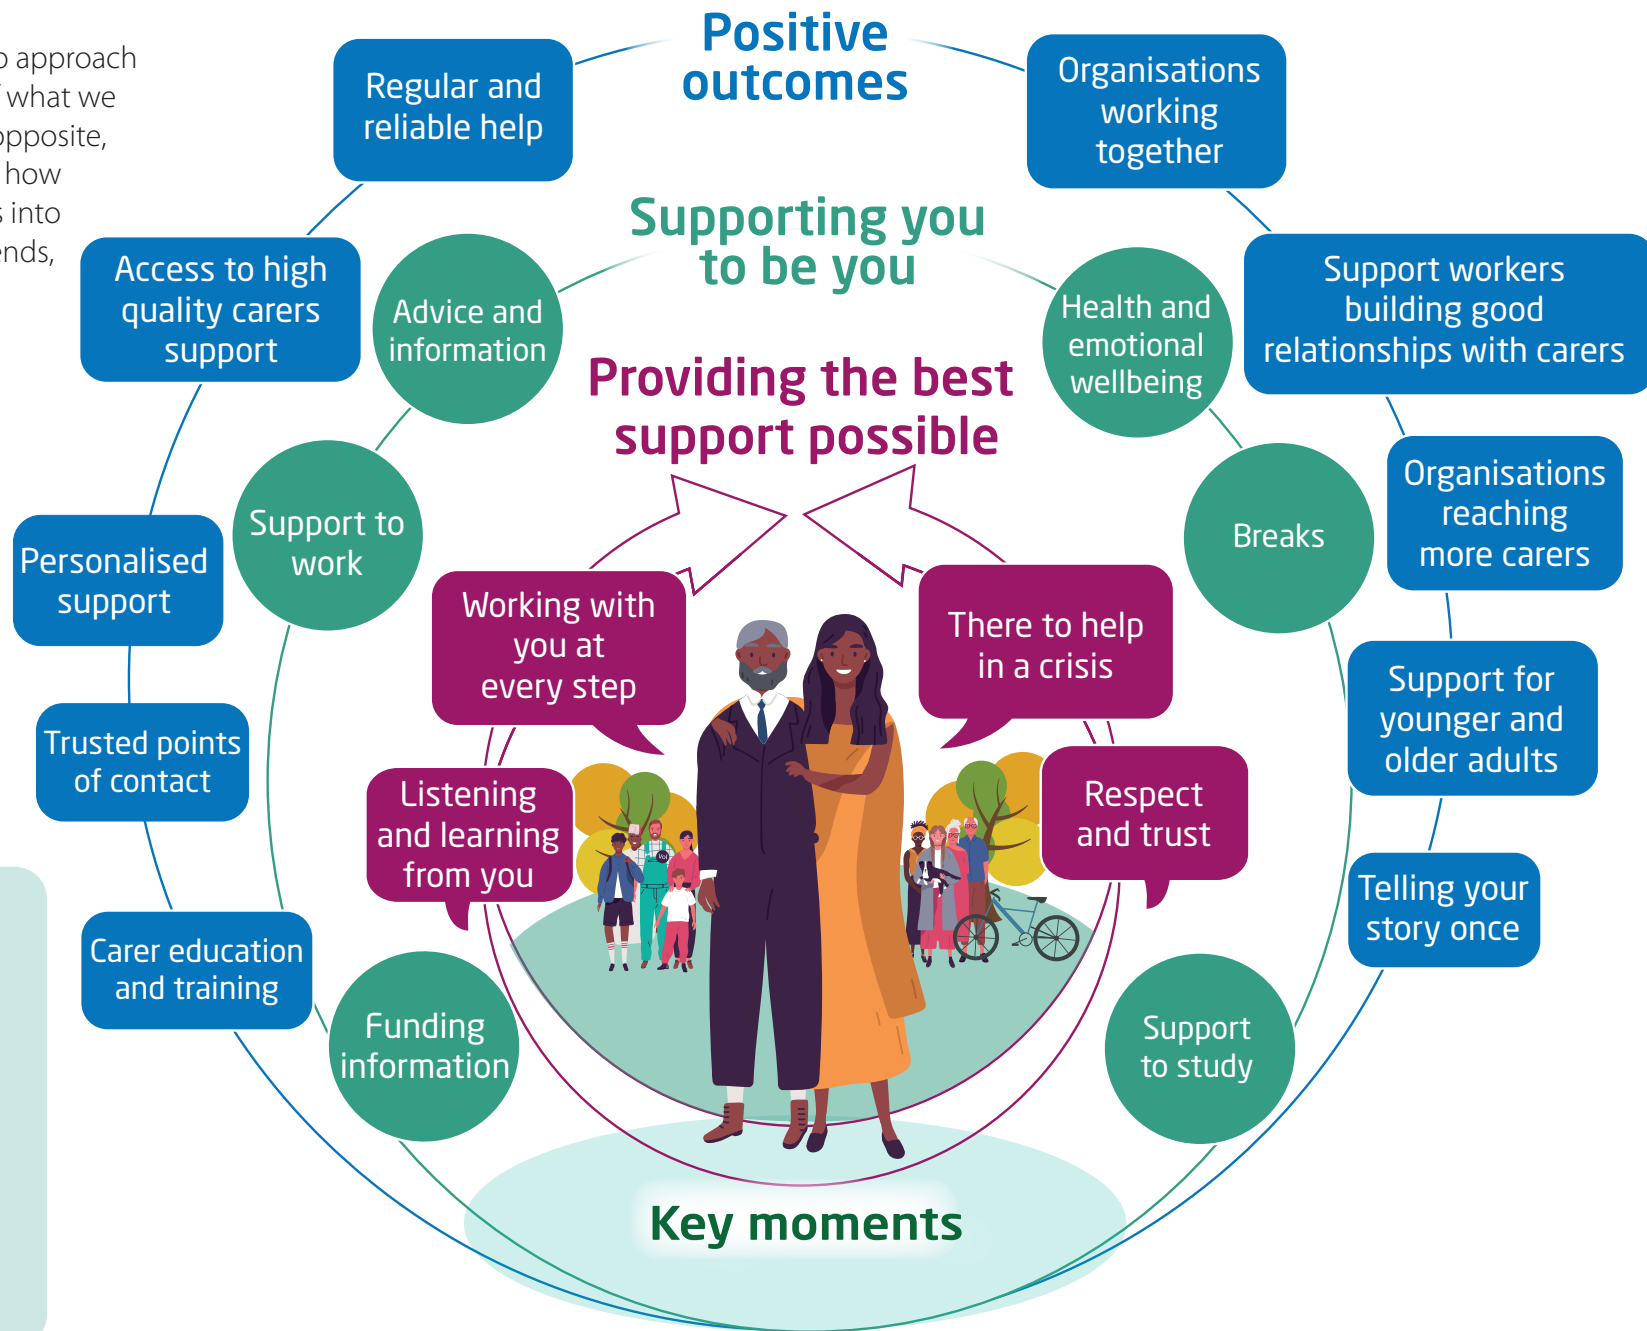 approach
what we
opposite,
how
into
Positive
outcomes
Regular and
reliable help
Organisations
working
together
Access to high
quality carers
support
Support workers
building good
relationships with carers
Personalised
support
Organisations
reaching
more carers
Trusted points
of contact
Support for
younger and
older adults
Carer education
and training
Telling your
story once
Supporting you
to be you
Advice and
information
Health and
emotional
wellbeing
Support to
work
Breaks
Funding
information
Support
to study
Providing the best
support possible
Working with
you at
every step
There to help
in a crisis
Listening
and learning
from you
Respect
and trust
Key moments